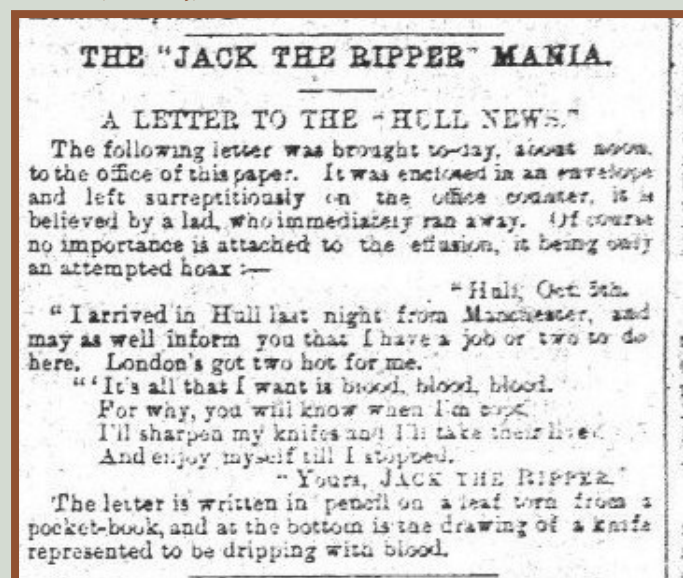 THE "JACK THE RIPPER" MANIA.
A LETTER TO THE "HULL NEWS."
The following letter was brought to-day, about noon,
to the office of this paper. It was enclosed in an envelope
and left surreptitiously on the office counter, it is
believed by a lad, who immediately ran away. Of course
no importance is attached to the effusion, it being only
an attempted hoax :—
"Hull, Oct. 5th.
"I arrived in Hull last night from Manchester, and
may as well inform you that I have a job or two to do
here. London's got two hot for me.
"'It's all that I want is blood, blood, blood.
For why, you will know when I'm
I'll sharpen my knifes and I'll take their lives
And enjoy myself till I stopped.
"Yours, JACK THE RIPPER."
The letter is written in pencil on a leaf torn from a
pocket-book, and at the bottom is the drawing of a knife
represented to be dripping with blood.